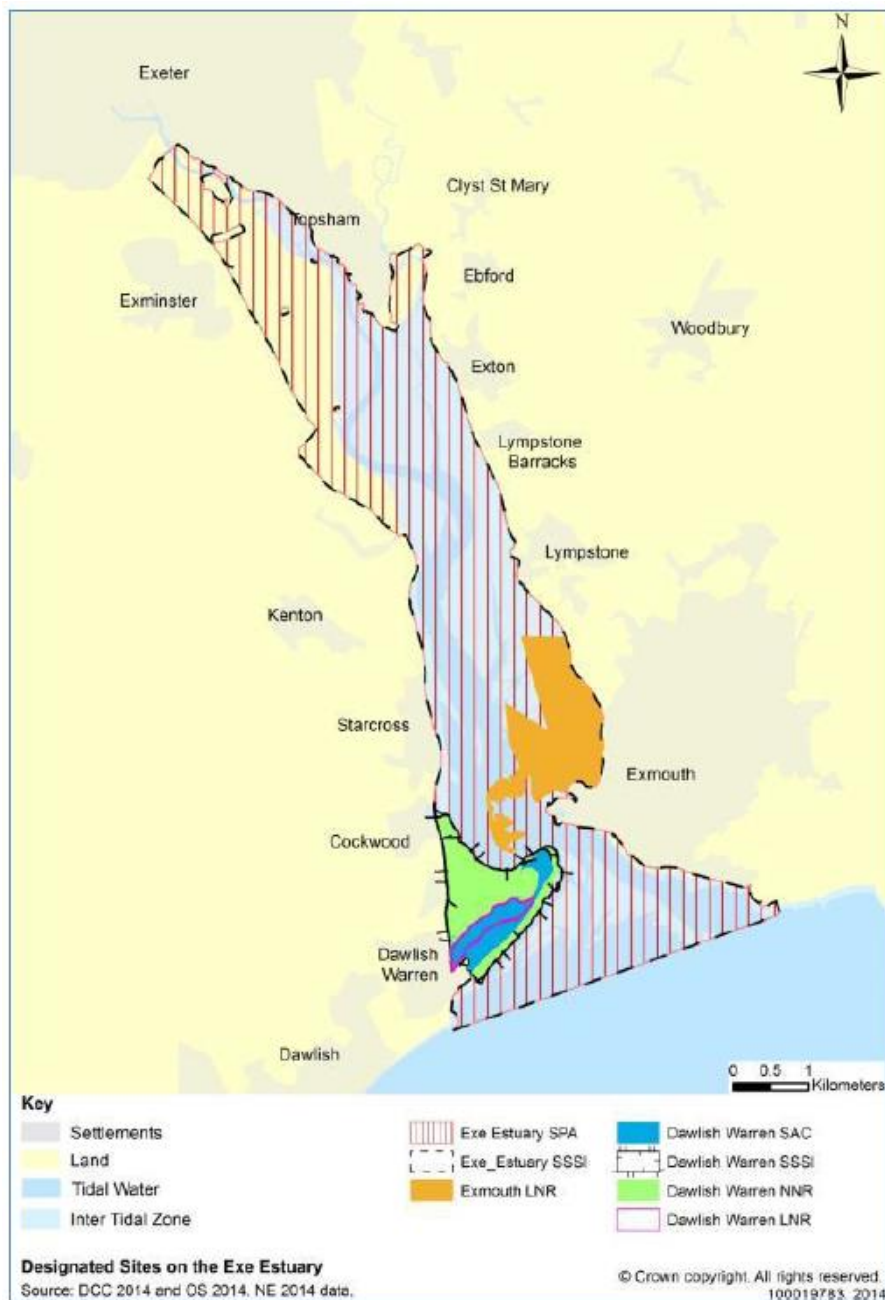 N
Exeter
Clyst St Mary
Topsham
Ebford
Exminster
Woodbury
Exton
Lympstone
Barracks
Lympstone
Kenton
Starcross
Exmouth
Cockwood
Dawlish
Warren
Dawlish
0 0.5 1
Kilometers
Key
Settlements
Land
Tidal Water
Inter Tidal Zone
Exe Estuary SPA
Exe_Estuary SSSI
Exmouth LNR
Dawlish Warren SAC
Dawlish Warren SSSI
Dawlish Warren NNR
Dawlish Warren LNR
Designated Sites on the Exe Estuary
Source: DCC 2014 and OS 2014. NE 2014 data.
© Crown copyright. All rights reserved.
100019783. 2014